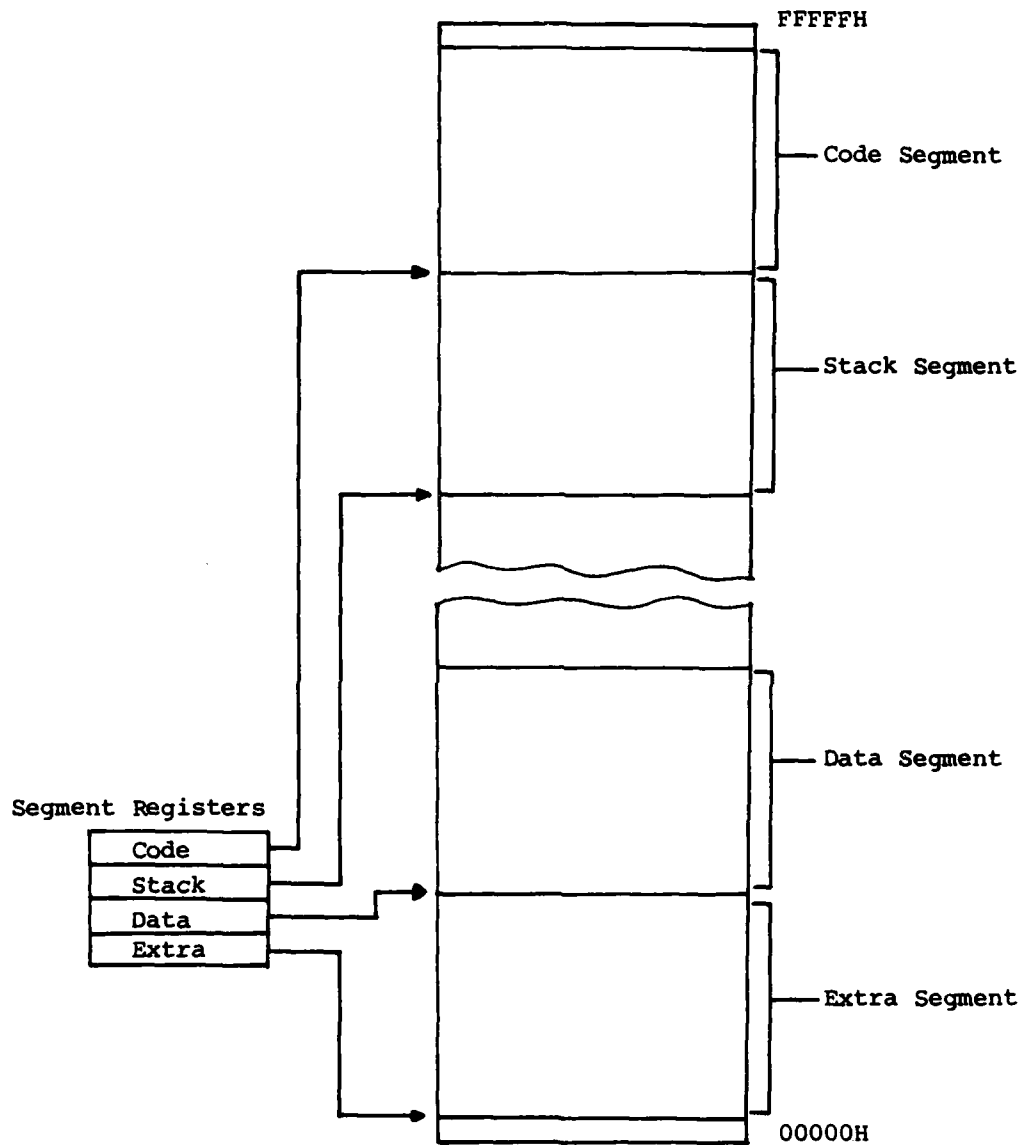 FFFFFH
Code Segment
Stack Segment
Data Segment
Segment Registers
Code
Stack
Data
Extra
Extra Segment
00000H